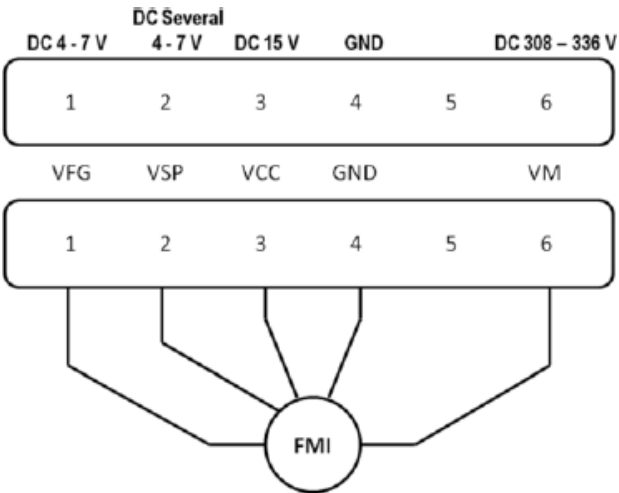 DC Several
DC 4 - 7 V 4 - 7 V DC 15 V GND DC 308 – 336 V
1 2 3 4 5 6
VFG VSP VCC GND VM
1 2 3 4 5 6
FMI